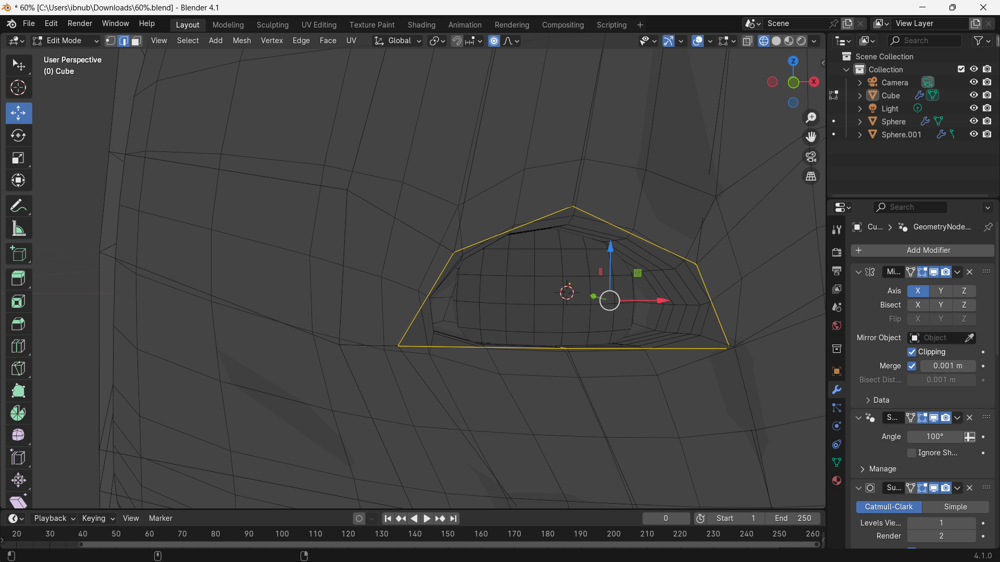 * 60% [C:\Users\ibnub\Downloads\60%.blend] - Blender 4.1
File Edit Render Window Help Layout Modeling Sculpting UV Editing Texture Paint Shading Animation Rendering Compositing Scripting + Scene View Layer
Edit Mode View Select Add Mesh Vertex Edge Face UV Global Search
User Perspective
(0) Cube
Z
X
Scene Collection
Collection
Camera
Cube
Light
Sphere
Sphere.001
Search
Cu... GeometryNode...
+ Add Modifier
Mi...
Axis X Y Z
Bisect X Y Z
Flip X Y Z
Mirror Object Object
Clipping
Merge 0.001 m
Bisect Dist... 0.001 m
Data
S...
Angle 100°
Ignore Sh...
Manage
Su...
Catmull-Clark Simple
Levels Vie... 1
Render 2
Playback Keying View Marker 0 Start 1 End 250
20 30 40 50 60 70 80 90 100 110 120 130 140 150 160 170 180 190 200 210 220 230 240 250 260
4.1.0